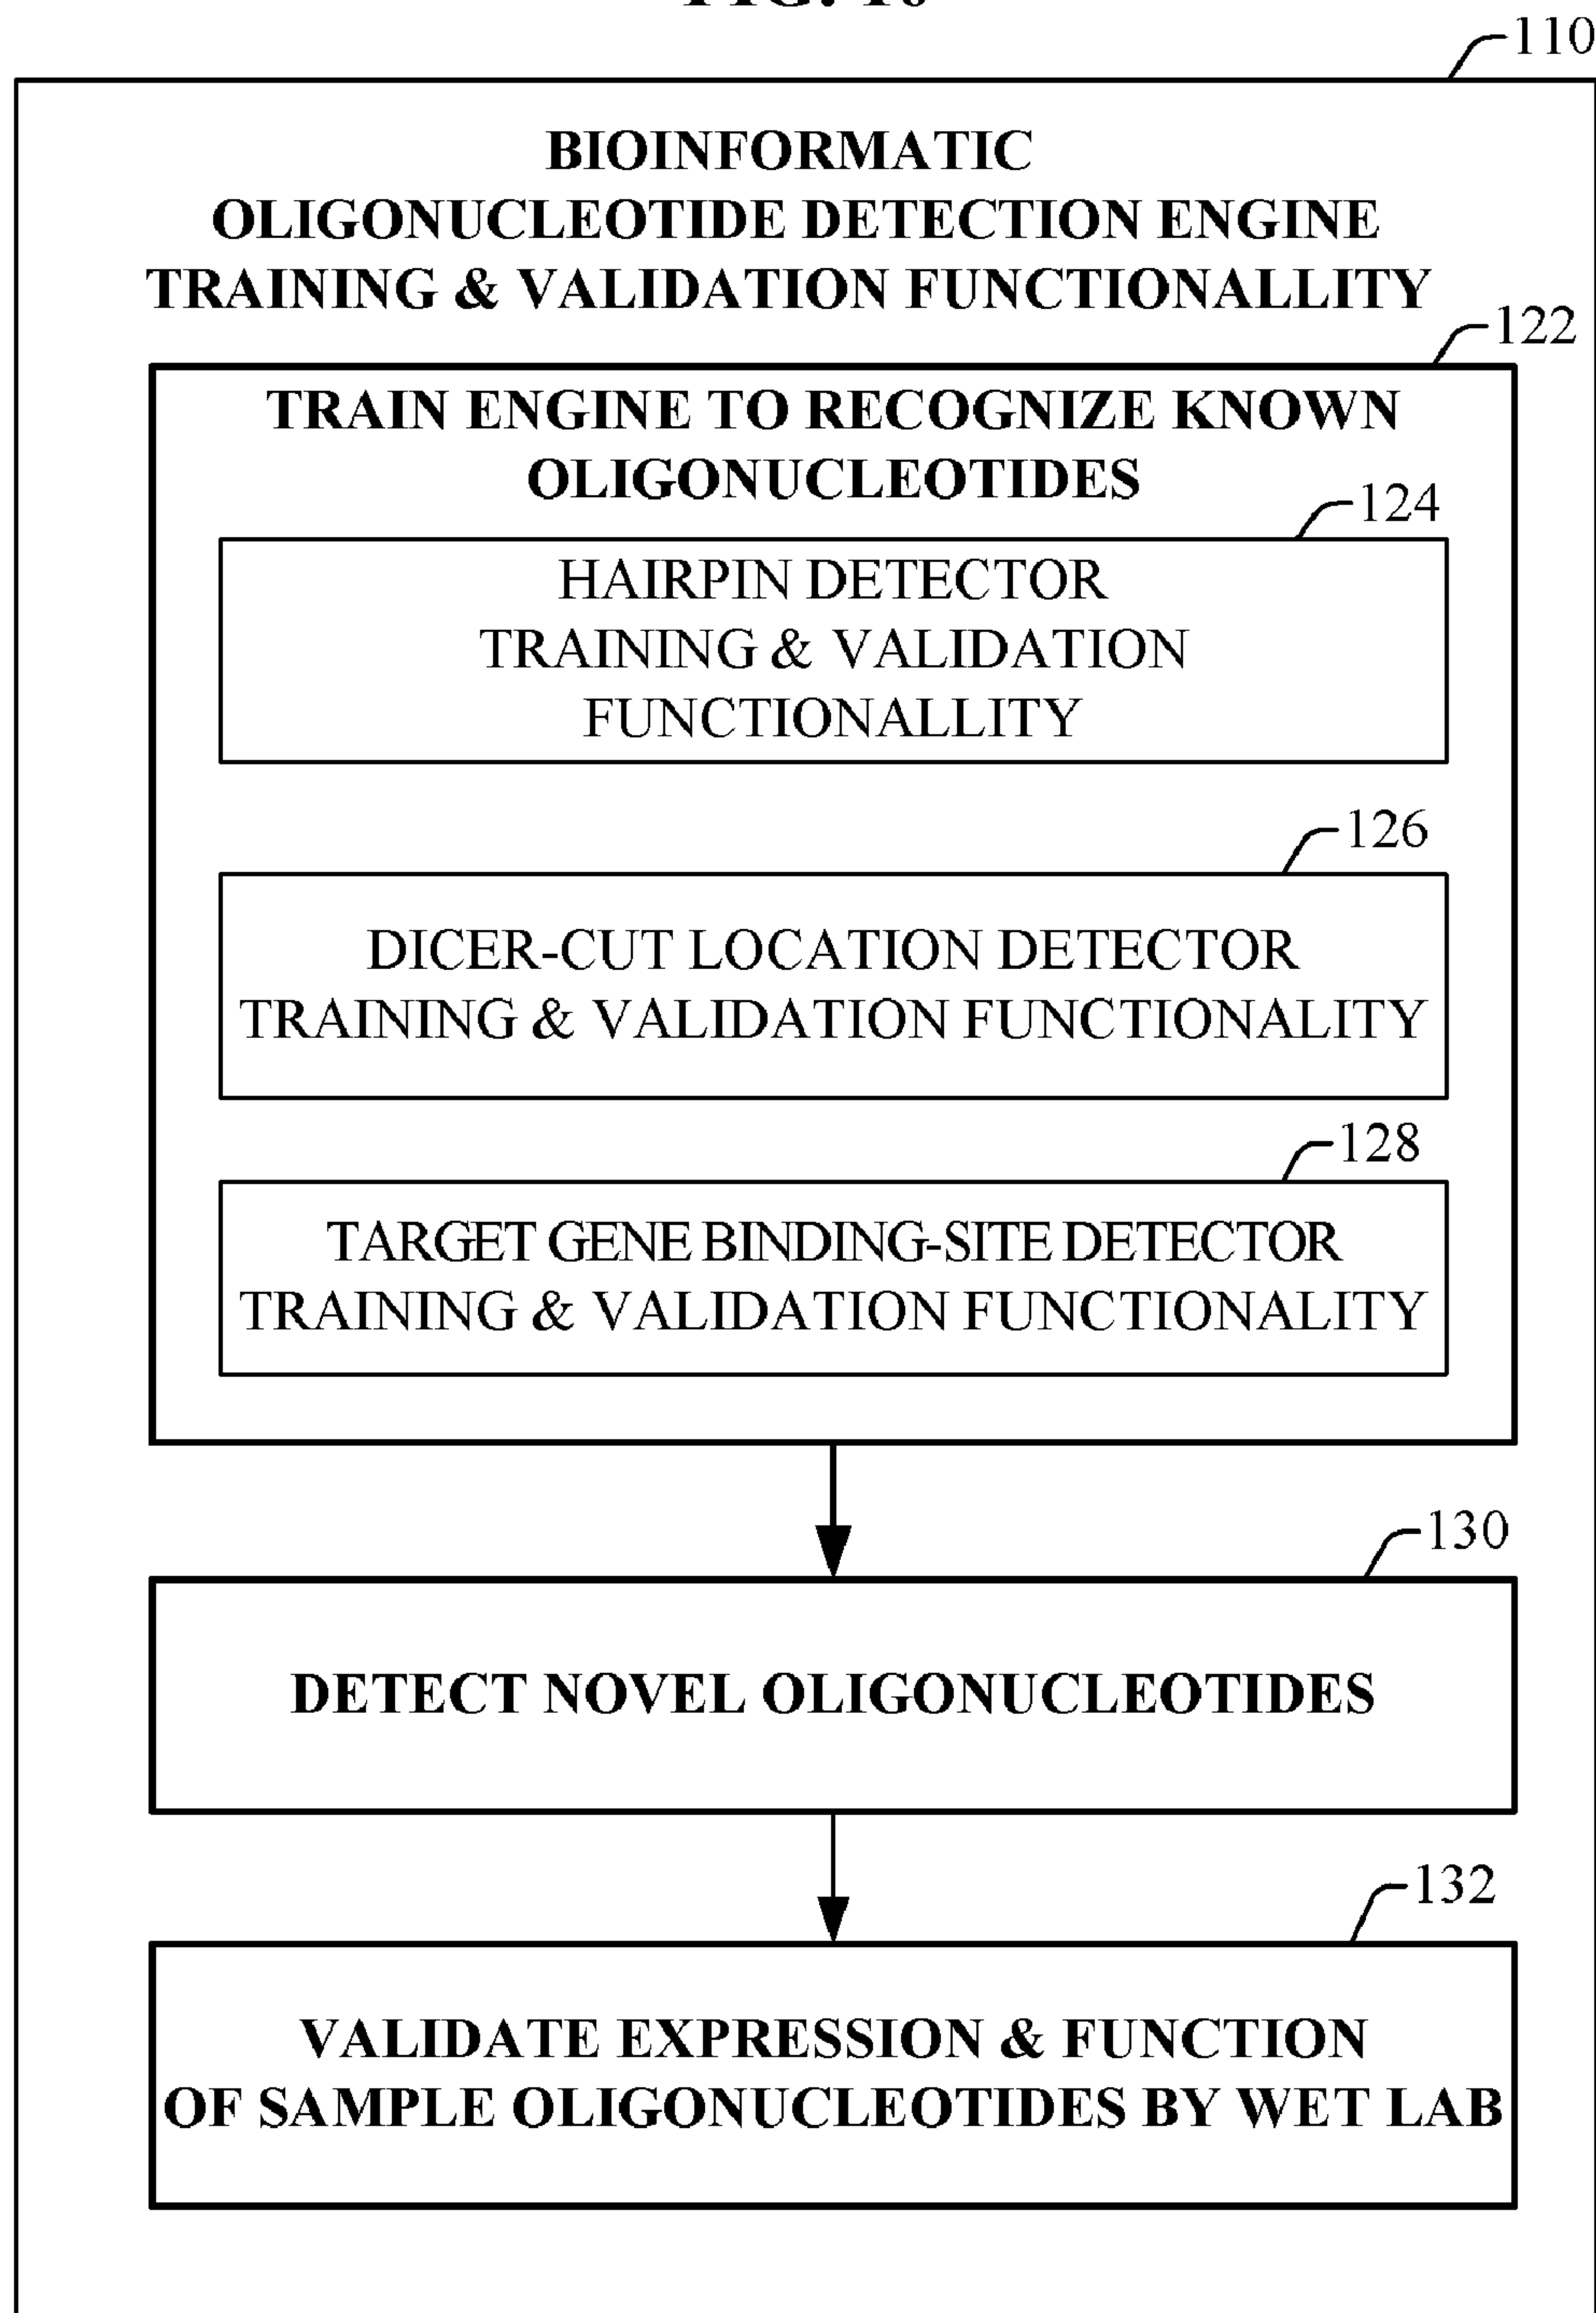 110
BIOINFORMATIC
OLIGONUCLEOTIDE DETECTION ENGINE
TRAINING & VALIDATION FUNCTIONALLITY
122
TRAIN ENGINE TO RECOGNIZE KNOWN
OLIGONUCLEOTIDES
124
HAIRPIN DETECTOR
TRAINING & VALIDATION
FUNCTIONALLITY
126
DICER-CUT LOCATION DETECTOR
TRAINING & VALIDATION FUNCTIONALITY
128
TARGET GENE BINDING-SITE DETECTOR
TRAINING & VALIDATION FUNCTIONALITY
130
DETECT NOVEL OLIGONUCLEOTIDES
132
VALIDATE EXPRESSION & FUNCTION
OF SAMPLE OLIGONUCLEOTIDES BY WET LAB